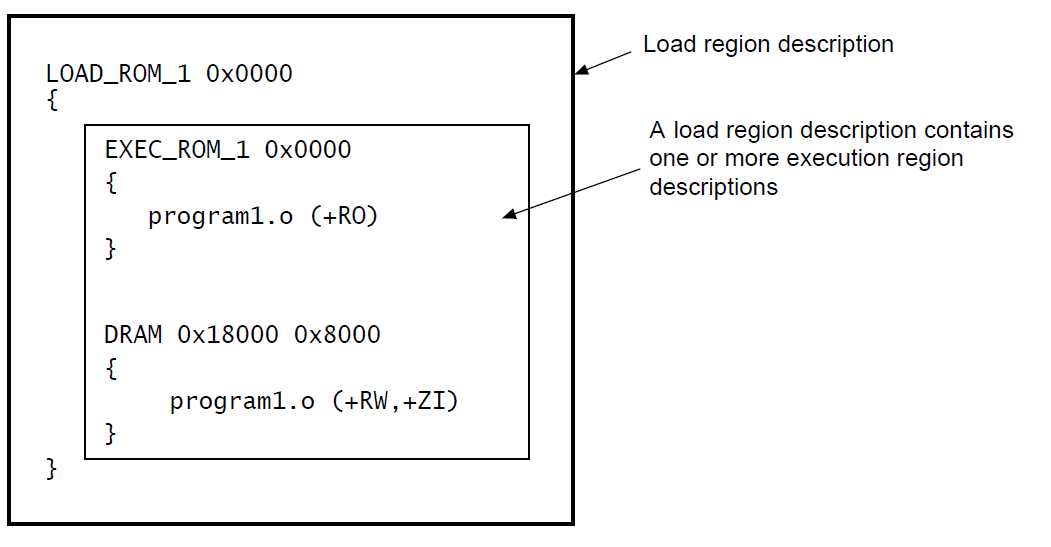 Load region description
LOAD_ROM_1 0x0000
{
A load region description contains
one or more execution region
descriptions
EXEC_ROM_1 0x0000
{
program1.o (+RO)
}
DRAM 0x18000 0x8000
{
program1.o (+RW,+ZI)
}
}